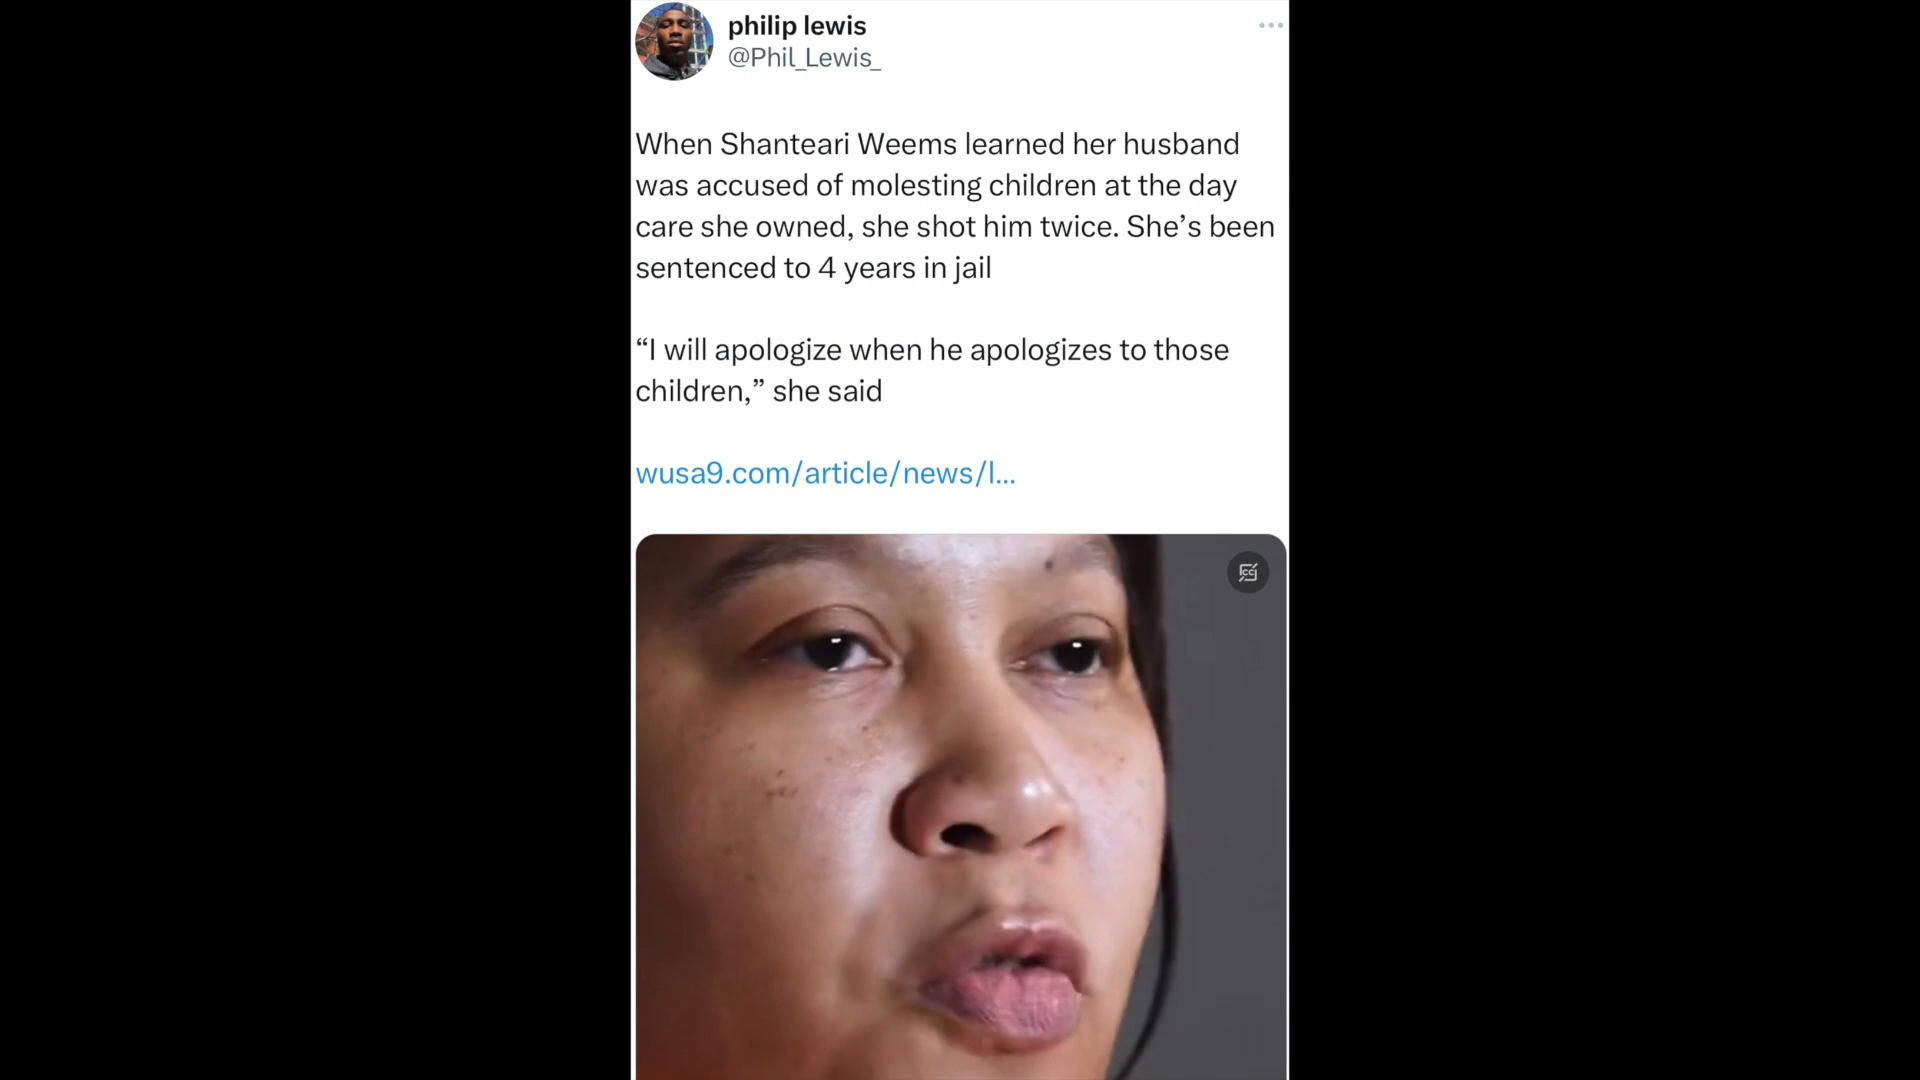 philip lewis
@Phil_Lewis_
When Shanteari Weems learned her husband
was accused of molesting children at the day
care she owned, she shot him twice. She’s been
sentenced to 4 years in jail
“I will apologize when he apologizes to those
children,” she said
wusa9.com/article/news/l...
CC